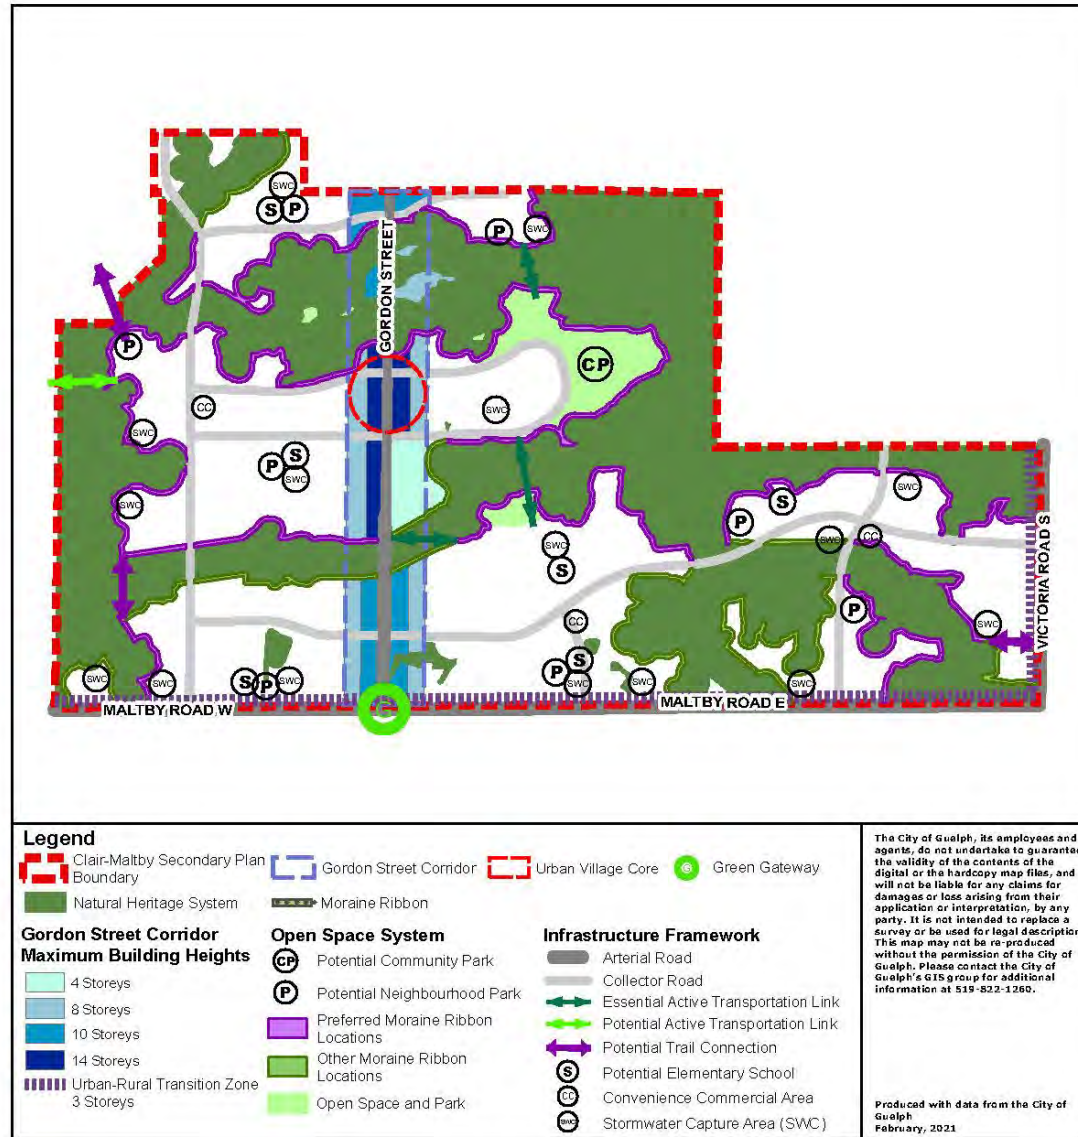 SWC
S P
GORDON STREET
P SWC
P
CP
CC
SWC
SWC
S
P
SWC
SWC
SWC
S
P
SWC
SWC
CC
SWC
S
P
SWC
CC
VICTORIA ROAD S
SWC
SWC
S P SWC
S
P
SWC
SWC
SWC
MALTBY ROAD W
G
MALTBY ROAD E
Legend
Clair-Maltby Secondary Plan
Boundary
Gordon Street Corridor
Urban Village Core
G
Green Gateway
Natural Heritage System
Moraine Ribbon
Gordon Street Corridor
Maximum Building Heights
4 Storeys
8 Storeys
10 Storeys
14 Storeys
Urban-Rural Transition Zone
3 Storeys
Open Space System
CP Potential Community Park
P Potential Neighbourhood Park
Preferred Moraine Ribbon
Locations
Other Moraine Ribbon
Locations
Open Space and Park
Infrastructure Framework
Arterial Road
Collector Road
Essential Active Transportation Link
Potential Active Transportation Link
Potential Trail Connection
S Potential Elementary School
CC Convenience Commercial Area
SWC Stormwater Capture Area (SWC)
The City of Guelph, its employees and
agents, do not undertake to guarantee
the validity of the contents of the
digital or the hardcopy map files, and
will not be liable for any claims for
damages or loss arising from their
application or interpretation, by any
party. It is not intended to replace a
survey or be used for legal description
This map may not be re-produced
without the permission of the City of
Guelph. Please contact the City of
Guelph's GIS group for additional
information at 519-822-1260.
Produced with data from the City of
Guelph
February, 2021